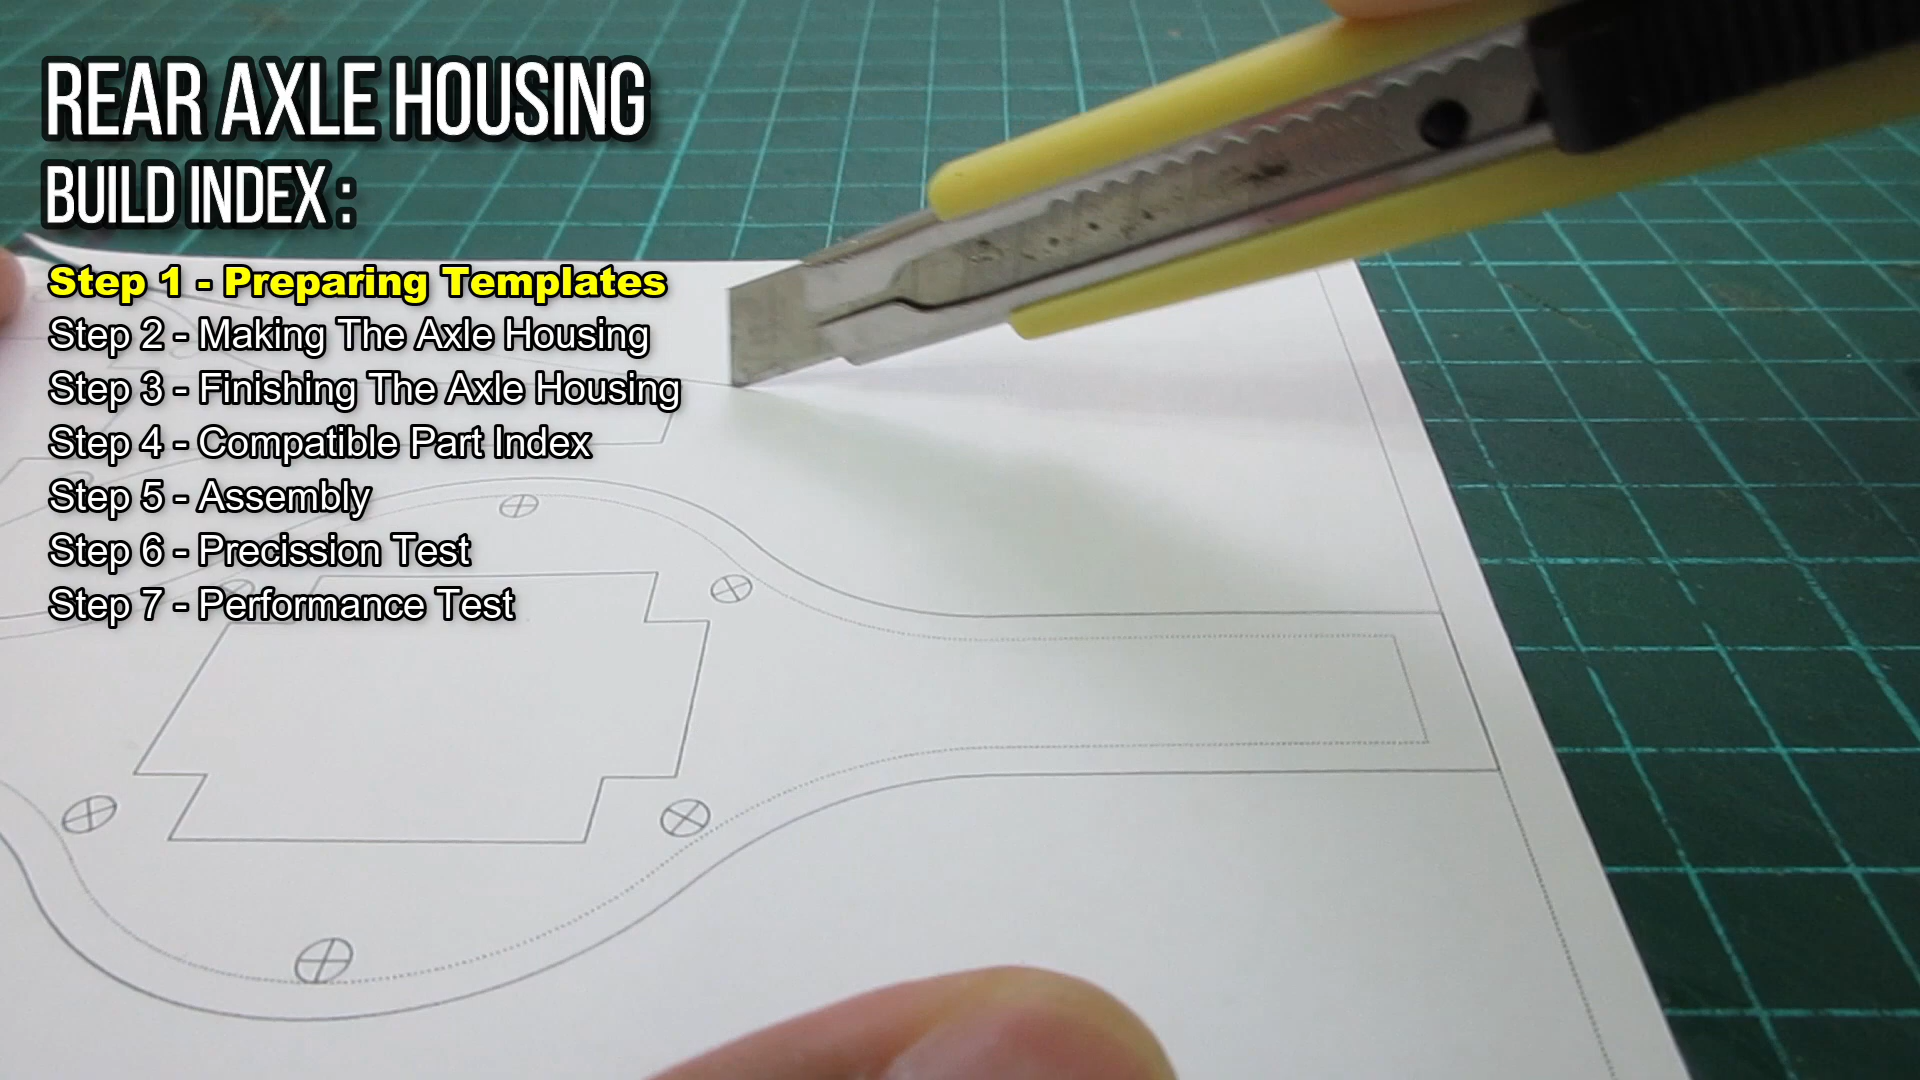 REAR AXLE HOUSING
BUILD INDEX :
Step 1 - Preparing Templates
Step 2 - Making The Axle Housing
Step 3 - Finishing The Axle Housing
Step 4 - Compatible Part Index
Step 5 - Assembly
Step 6 - Precission Test
Step 7 - Performance Test